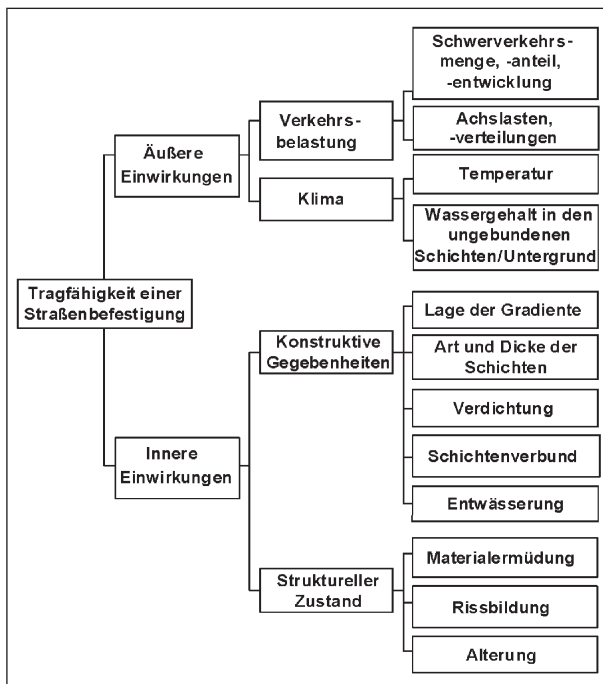 Schwerverkehrs-
menge, -anteil,
-entwicklung
Verkehrs-
belastung
Achslasten,
-verteilungen
Äußere
Einwirkungen
Temperatur
Klima
Wassergehalt in den
ungebundenen
Schichten/Untergrund
Tragfähigkeit einer
Straßenbefestigung
Lage der Gradiente
Konstruktive
Gegebenheiten
Art und Dicke der
Schichten
Verdichtung
Innere
Einwirkungen
Schichtenverbund
Entwässerung
Materialermüdung
Struktureller
Zustand
Rissbildung
Alterung